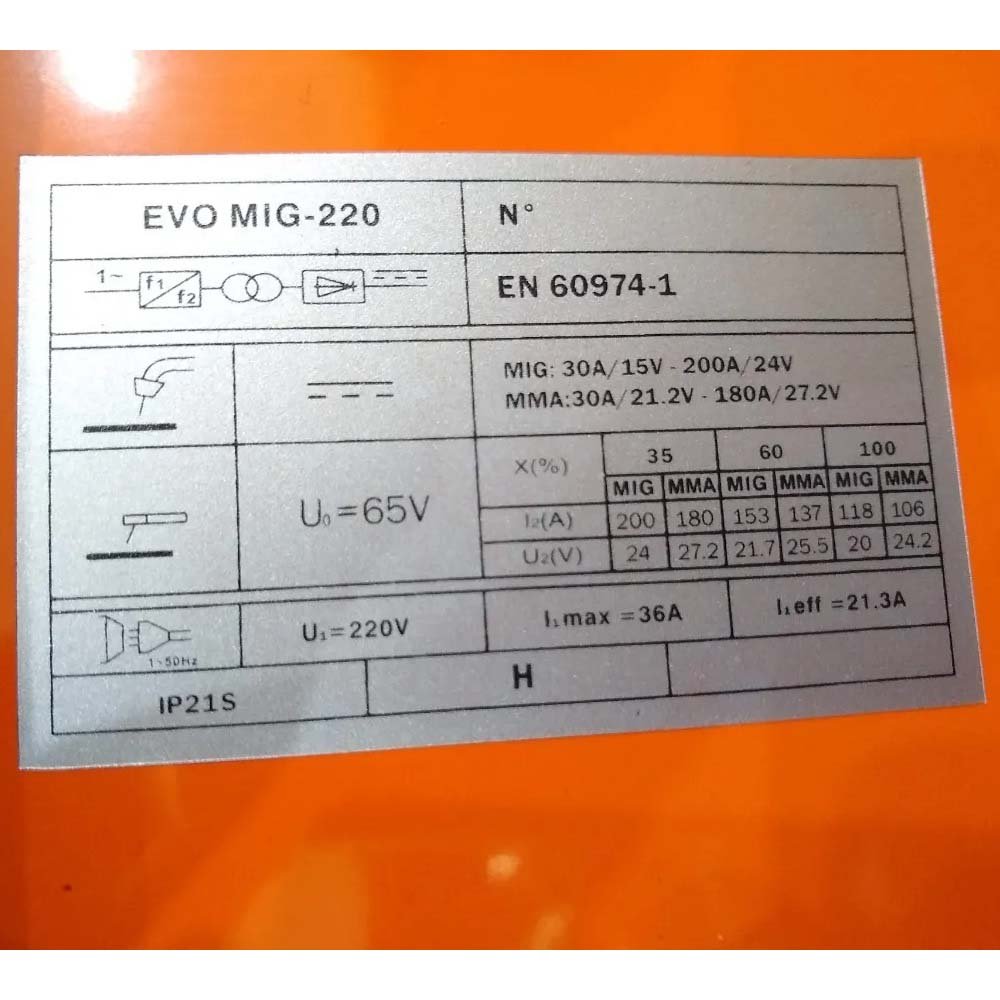 EVO MIG-220
N°
1~ f1 f2
EN 60974-1
MIG: 30A/15V - 200A/24V
MMA:30A/21.2V - 180A/27.2V
X(%) 35 60 100
MIG MMA MIG MMA MIG MMA
U₀=65V
I₂(A) 200 180 153 137 118 106
U₂(V) 24 27.2 21.7 25.5 20 24.2
1~50Hz
U₁=220V
I₁max =36A
I₁eff =21.3A
IP21S
H